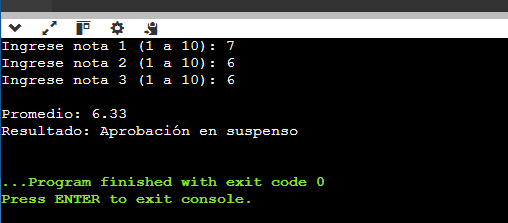 Ingrese nota 1 (1 a 10): 7
Ingrese nota 2 (1 a 10): 6
Ingrese nota 3 (1 a 10): 6
Promedio: 6.33
Resultado: Aprobación en suspenso
...Program finished with exit code 0
Press ENTER to exit console.